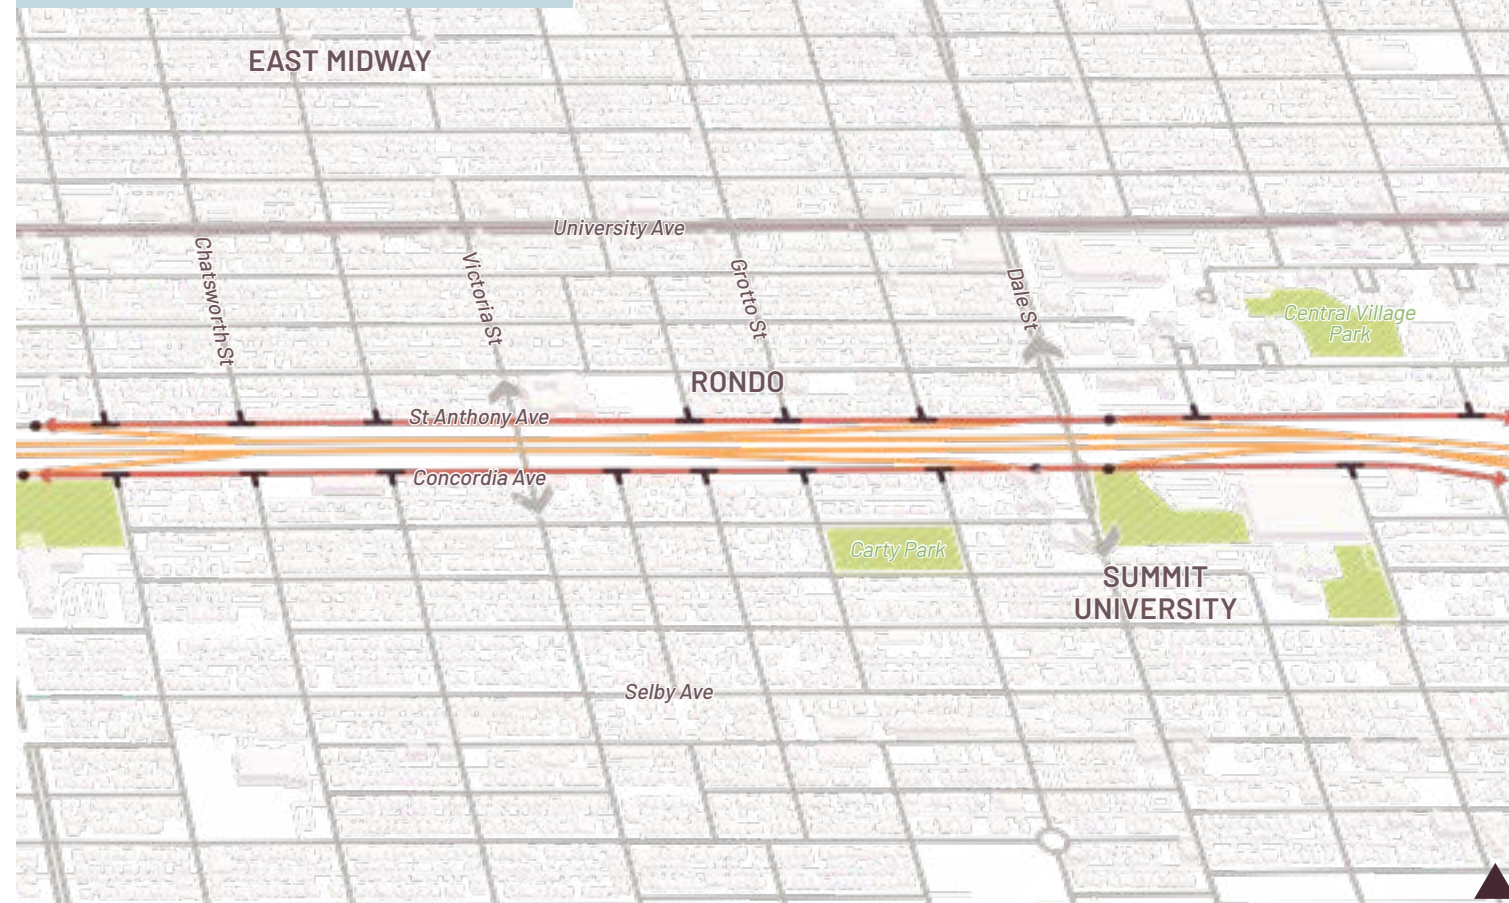 EAST MIDWAY
University Ave
Chatsworth St
Victoria St
Grotto St
Dale St
Central Village
Park
RONDO
St Anthony Ave
Concordia Ave
Carty Park
SUMMIT
UNIVERSITY
Selby Ave